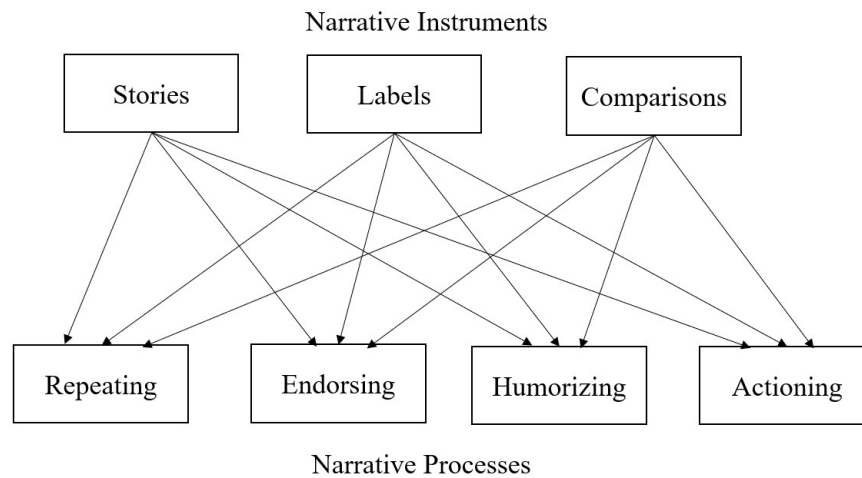 Narrative Instruments
Stories
Labels
Comparisons
Repeating
Endorsing
Humorizing
Actioning
Narrative Processes